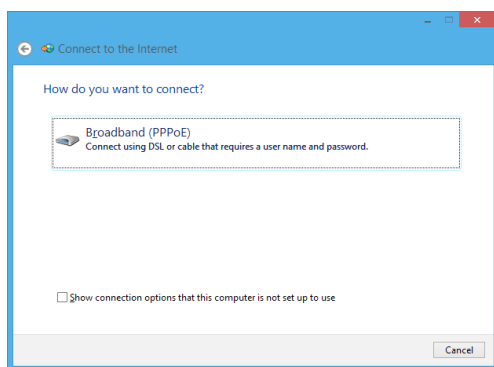 Connect to the Internet
How do you want to connect?
Broadband (PPPoE)
Connect using DSL or cable that requires a user name and password.
Show connection options that this computer is not set up to use
Cancel